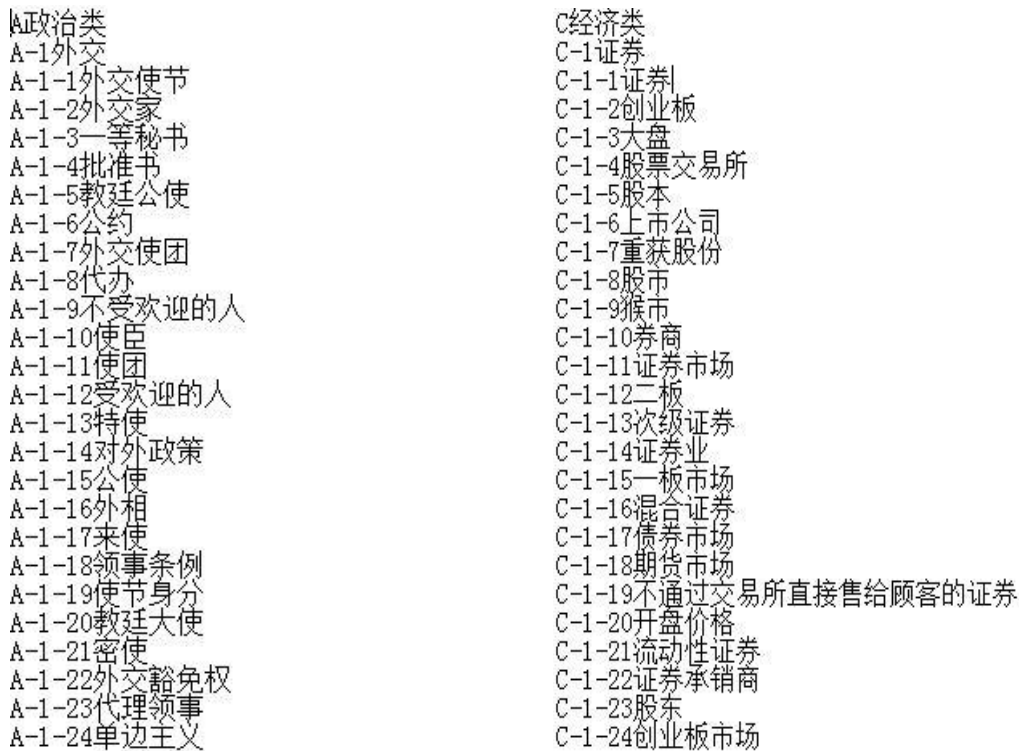 A政治类
A-1外交
A-1-1外交使节
A-1-2外交家
A-1-3一等秘书
A-1-4批准书
A-1-5教廷公使
A-1-6公约
A-1-7外交使团
A-1-8代办
A-1-9不受欢迎的人
A-1-10使臣
A-1-11使团
A-1-12受欢迎的人
A-1-13特使
A-1-14对外政策
A-1-15公使
A-1-16外相
A-1-17来使
A-1-18领事条例
A-1-19使节身分
A-1-20教廷大使
A-1-21密使
A-1-22外交豁免权
A-1-23代理领事
A-1-24单边主义
C经济类
C-1证券
C-1-1证券
C-1-2创业板
C-1-3大盘
C-1-4股票交易所
C-1-5股本
C-1-6上市公司
C-1-7重获股份
C-1-8股市
C-1-9猴市
C-1-10券商
C-1-11证券市场
C-1-12二板
C-1-13次级证券
C-1-14证券业
C-1-15一板市场
C-1-16混合证券
C-1-17债券市场
C-1-18期货市场
C-1-19不通过交易所直接售给顾客的证券
C-1-20开盘价格
C-1-21流动性证券
C-1-22证券承销商
C-1-23股东
C-1-24创业板市场